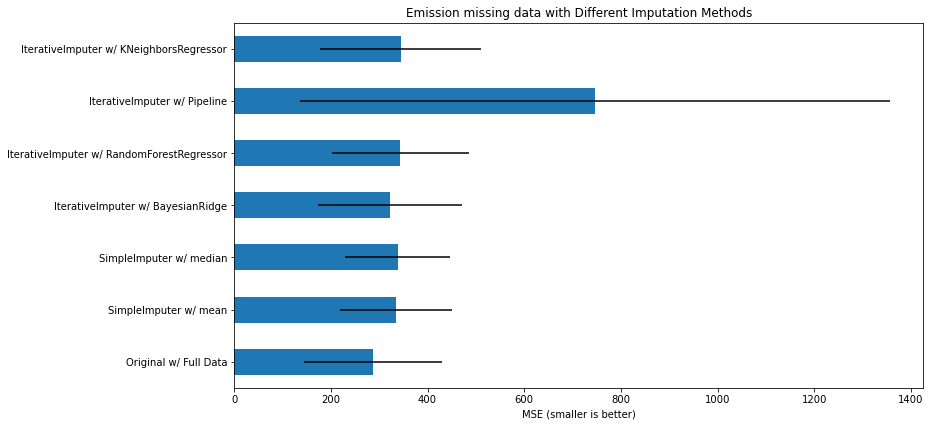 Emission missing data with Different Imputation Methods
IterativeImputer w/ KNeighborsRegressor
IterativeImputer w/ Pipeline
IterativeImputer w/ RandomForestRegressor
IterativeImputer w/ BayesianRidge
SimpleImputer w/ median
SimpleImputer w/ mean
Original w/ Full Data
0 200 400 600 800 1000 1200 1400
MSE (smaller is better)